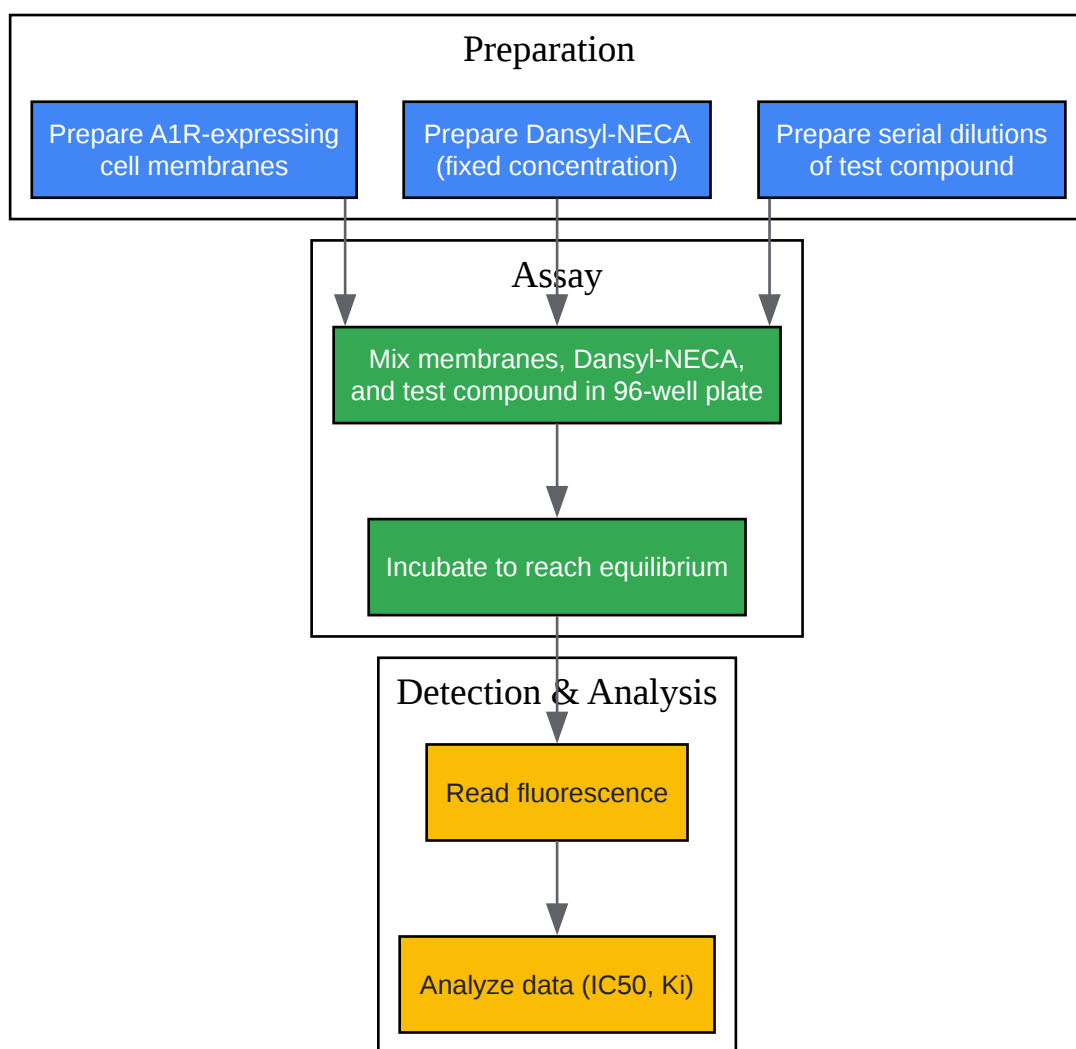 Preparation
Prepare A1R-expressing
cell membranes
Prepare Dansyl-NECA
(fixed concentration)
Prepare serial dilutions
of test compound
Assay
Mix membranes, Dansyl-NECA,
and test compound in 96-well plate
Incubate to reach equilibrium
Detection & Analysis
Read fluorescence
Analyze data (IC50, Ki)